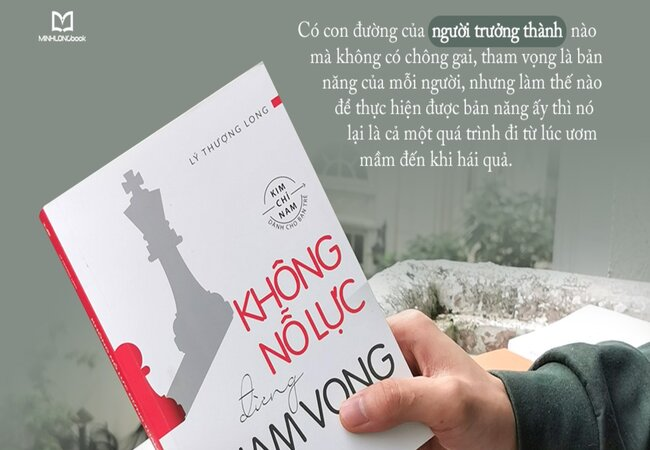 MINHLONGbook
Có con đường của người trưởng thành nào
mà không có chông gai, tham vọng là bản
năng của mỗi người, nhưng làm thế nào
để thực hiện được bản năng ấy thì nó
lại là cả một quá trình đi từ lúc ươm
mầm đến khi hái quả.
LÝ THƯỢNG LONG
KIM
CHỈ
NAM
DÀNH CHO BẠN TRẺ
KHÔNG
NỖ LỰC
đừng
THAM VỌNG